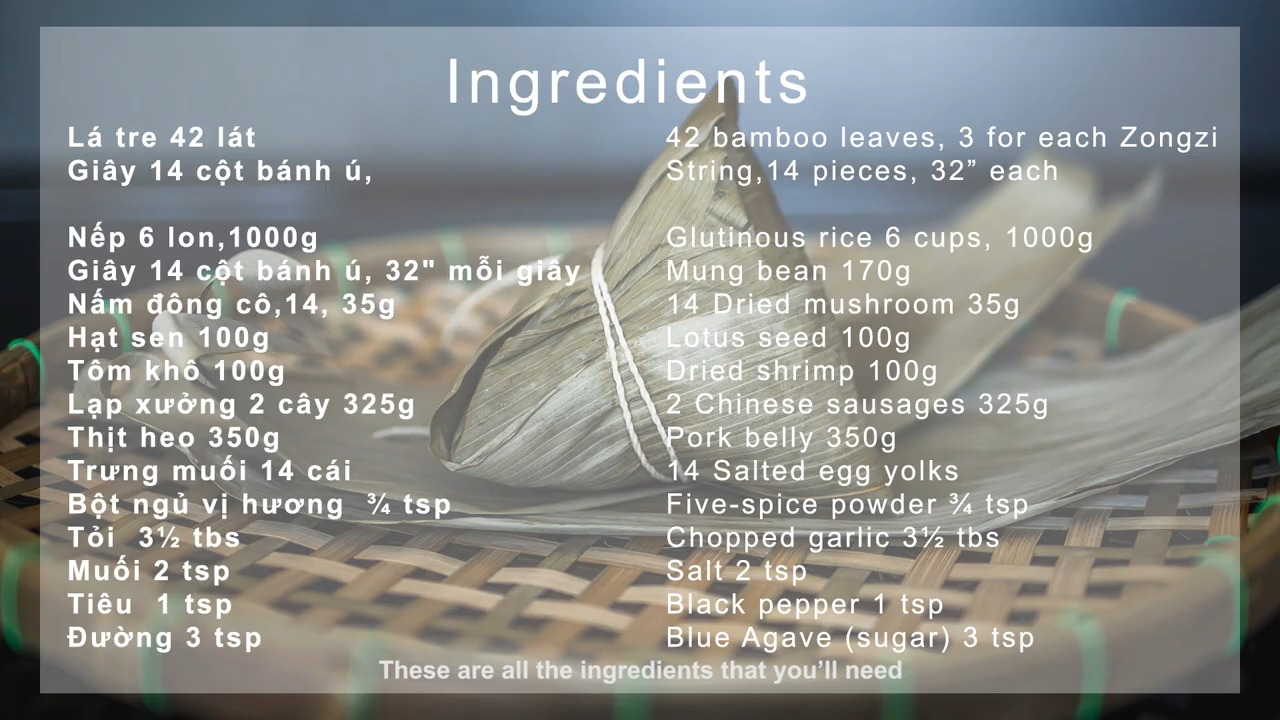 Ingredients
Lá tre 42 lát
Giây 14 cột bánh ú,
Nếp 6 lon,1000g
Giây 14 cột bánh ú, 32" mỗi giây
Nấm đông cô,14, 35g
Hạt sen 100g
Tôm khô 100g
Lạp xưởng 2 cây 325g
Thịt heo 350g
Trưng muối 14 cái
Bột ngủ vị hương ¾ tsp
Tỏi 3½ tbs
Muối 2 tsp
Tiêu 1 tsp
Đường 3 tsp
42 bamboo leaves, 3 for each Zongzi
String,14 pieces, 32” each
Glutinous rice 6 cups, 1000g
Mung bean 170g
14 Dried mushroom 35g
Lotus seed 100g
Dried shrimp 100g
2 Chinese sausages 325g
Pork belly 350g
14 Salted egg yolks
Five-spice powder ¾ tsp
Chopped garlic 3½ tbs
Salt 2 tsp
Black pepper 1 tsp
Blue Agave (sugar) 3 tsp
These are all the ingredients that you’ll need